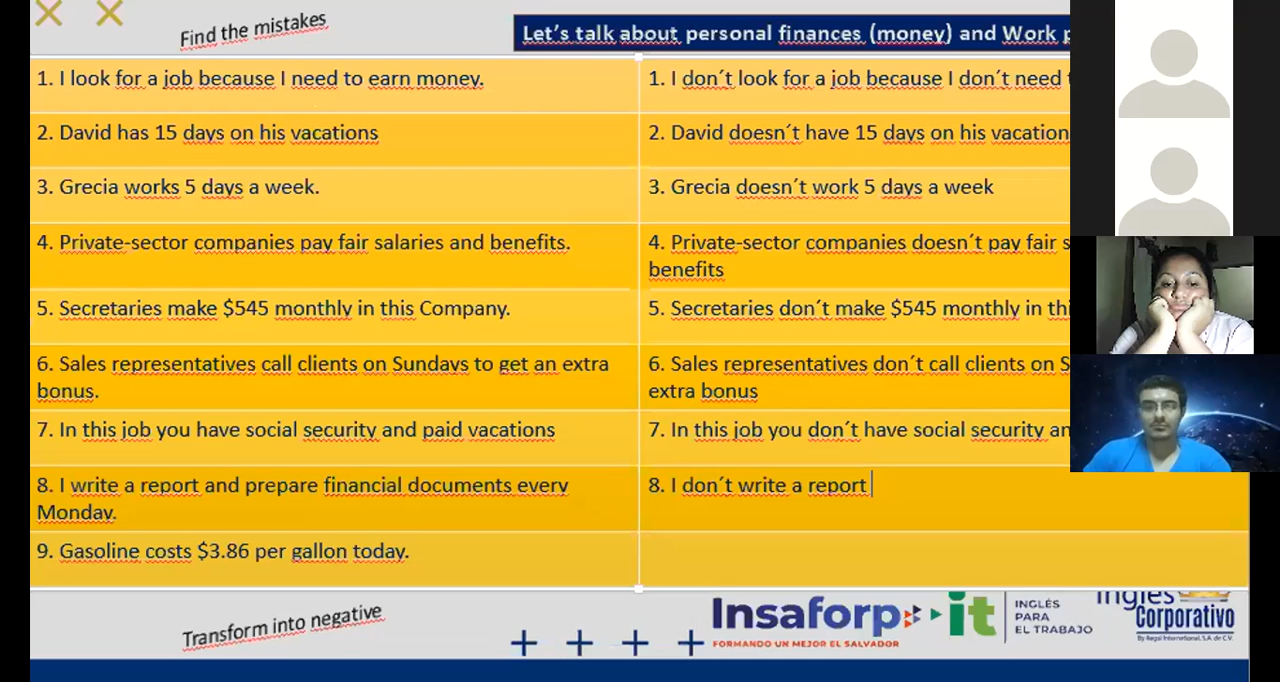 Find the mistakes
Let's talk about personal finances (money) and Work p
1. I look for a job because I need to earn money.
1. I don´t look for a job because I don´t need
2. David has 15 days on his vacations
2. David doesn´t have 15 days on his vacation
3. Grecia works 5 days a week.
3. Grecia doesn´t work 5 days a week
4. Private-sector companies pay fair salaries and benefits.
4. Private-sector companies doesn´t pay fair s
benefits
5. Secretaries make $545 monthly in this Company.
5. Secretaries don´t make $545 monthly in thi
6. Sales representatives call clients on Sundays to get an extra
bonus.
6. Sales representatives don´t call clients on S
extra bonus
7. In this job you have social security and paid vacations
7. In this job you don´t have social security an
8. I write a report and prepare financial documents every
Monday.
8. I don´t write a report
9. Gasoline costs $3.86 per gallon today.
Transform into negative
Insaforp it
FORMANDO UN MEJOR EL SALVADOR
INGLÉS
PARA
EL TRABAJO
Inglés
Corporativo
By Regal International, S.A. de C.V.